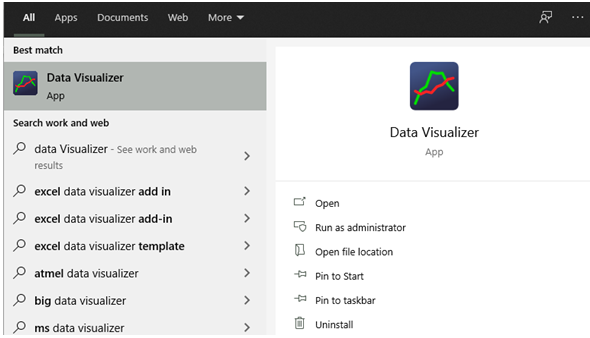 All Apps Documents Web More
Best match
Data Visualizer
App
Search work and web
data Visualizer - See work and web
results
excel data visualizer add in
excel data visualizer add-in
excel data visualizer template
atmel data visualizer
big data visualizer
ms data visualizer
Data Visualizer
App
Open
Run as administrator
Open file location
Pin to Start
Pin to taskbar
Uninstall